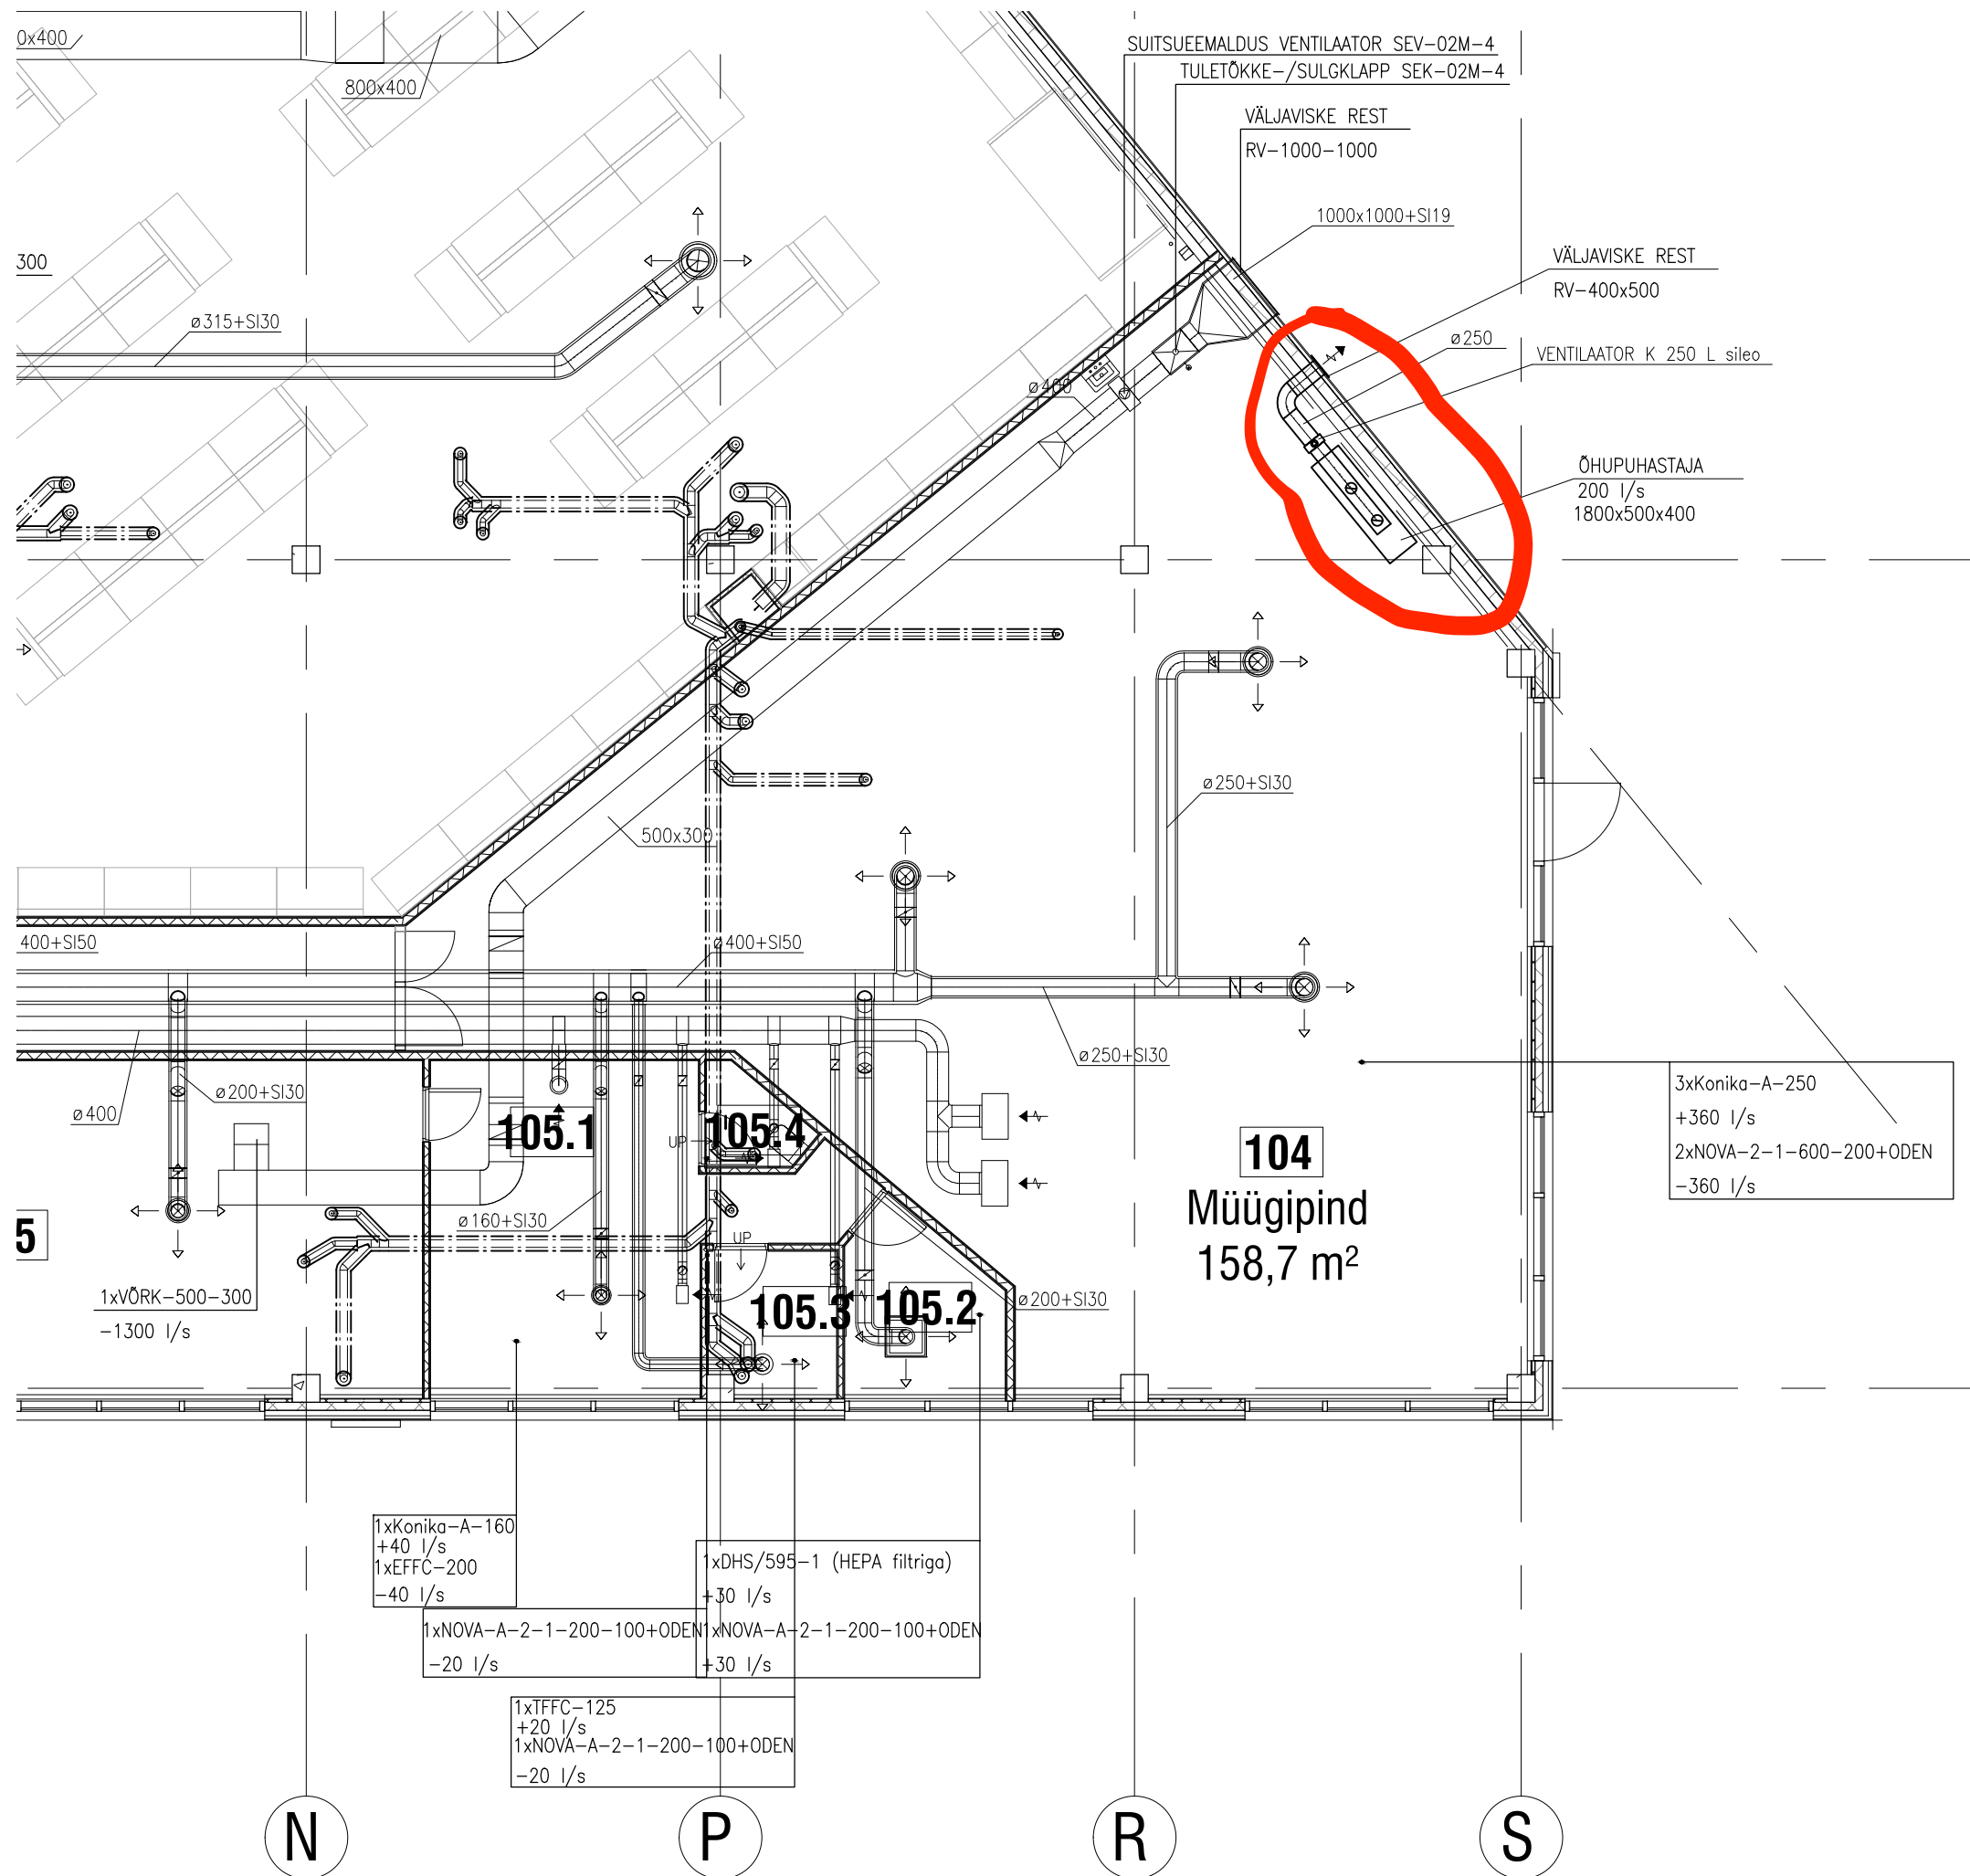 0x400
800x400
SUITSUEEMALDUS VENTILAATOR SEV-02M-4
TULETÕKKE-/SULGKLAPP SEK-02M-4
VÄLJAVISKE REST
RV-1000-1000
1000x1000+SI19
VÄLJAVISKE REST
RV-400x500
300
ø315+SI30
ø250
VENTILAATOR K 250 L sileo
ø400
ÕHUPUHASTAJA
200 l/s
1800x500x400
ø250+SI30
500x300
400+SI50
ø400+SI50
ø250+SI30
ø200+SI30
ø400
105.1
UP
105.4
104
Müügipind
158,7 m²
3xKonika-A-250
+360 l/s
2xNOVA-2-1-600-200+ODEN
-360 l/s
5
ø160+SI30
UP
1xVÕRK-500-300
-1300 l/s
105.3
105.2
ø200+SI30
1xKonika-A-160
+40 l/s
1xEFFC-200
-40 l/s
1xDHS/595-1 (HEPA filtriga)
+30 l/s
1xNOVA-A-2-1-200-100+ODEN
+30 l/s
1xNOVA-A-2-1-200-100+ODEN
-20 l/s
1xTFFC-125
+20 l/s
1xNOVA-A-2-1-200-100+ODEN
-20 l/s
N
P
R
S